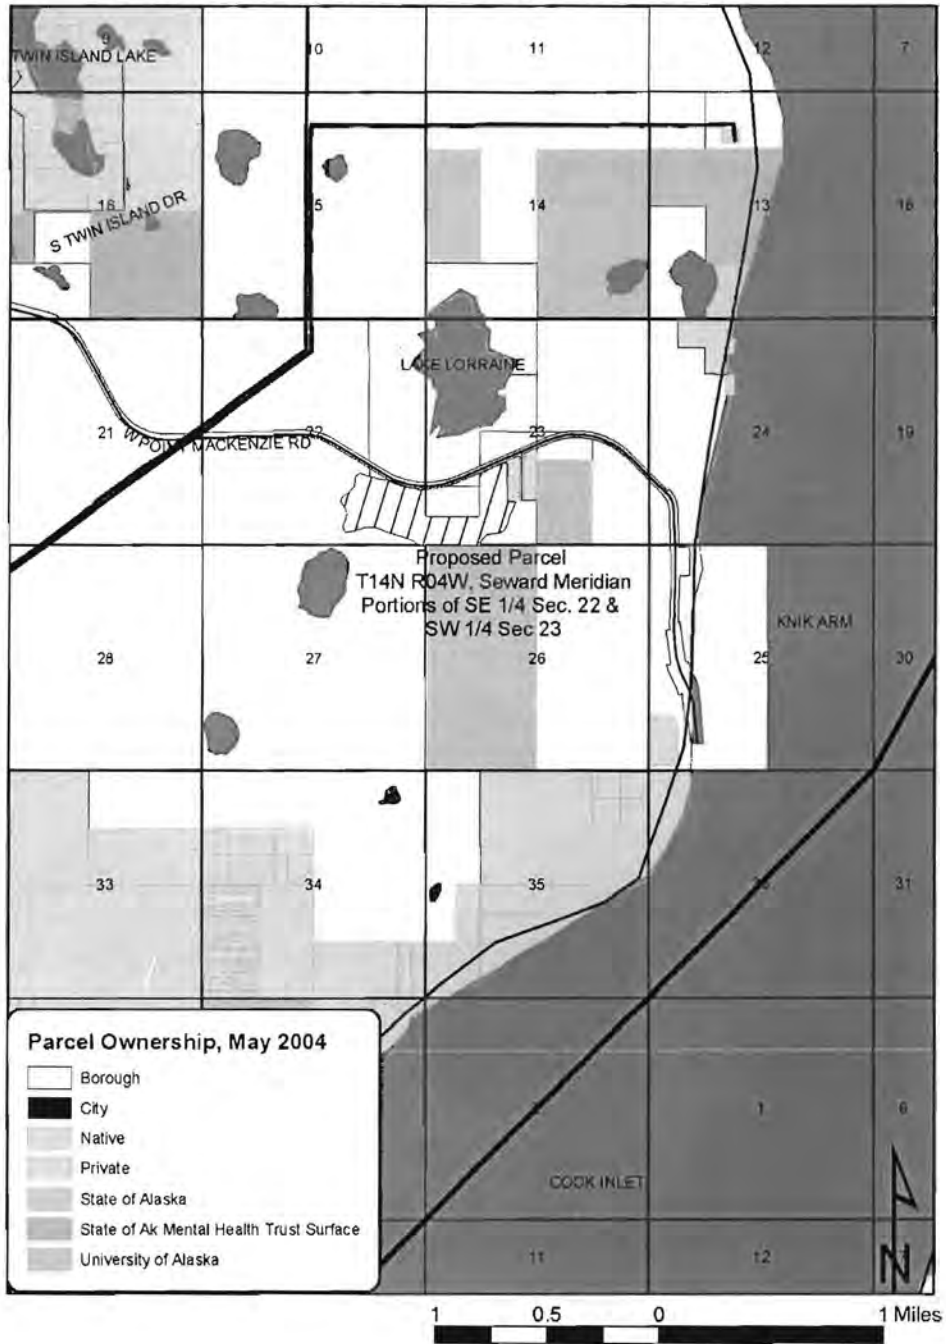 9
10
11
12
7
TWIN ISLAND LAKE
16
S TWIN ISLAND DR
14
13
18
LAKE LORRAINE
21
22
23
24
19
W POINT MACKENZIE RD
Proposed Parcel
T14N R04W, Seward Meridian
Portions of SE 1/4 Sec. 22 &
SW 1/4 Sec 23
KNIK ARM
28
27
26
25
30
33
34
35
31
Parcel Ownership, May 2004
Borough
City
Native
Private
State of Alaska
State of Ak Mental Health Trust Surface
University of Alaska
1
6
COOK INLET
11
12
N
1 0.5 0 1 Miles